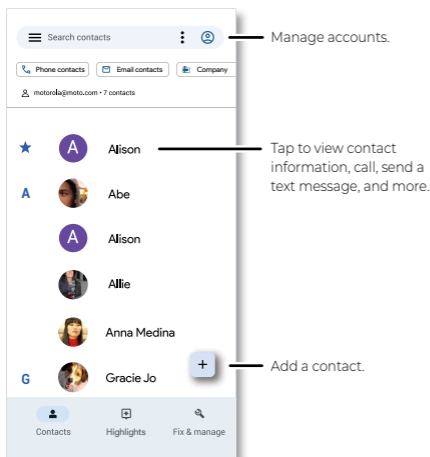 Search contacts
Manage accounts.
Phone contacts
Email contacts
Company
motorola@moto.com • 7 contacts
A
Alison
Tap to view contact
information, call, send a
text message, and more.
A
Abe
A
Alison
Allie
Anna Medina
+
Add a contact.
G
Gracie Jo
Contacts
Highlights
Fix & manage